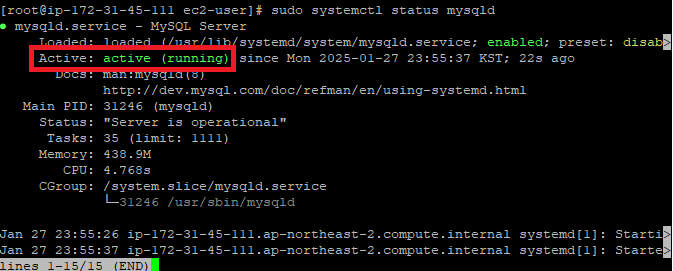 [root@ip-172-31-45-111 ec2-user]# sudo systemctl status mysqld
● mysqld.service - MySQL Server
Loaded: loaded (/usr/lib/systemd/system/mysqld.service; enabled; preset: disab>
Active: active (running) since Mon 2025-01-27 23:55:37 KST; 22s ago
Docs: man:mysqld(8)
http://dev.mysql.com/doc/refman/en/using-systemd.html
Main PID: 31246 (mysqld)
Status: "Server is operational"
Tasks: 35 (limit: 1111)
Memory: 438.9M
CPU: 4.768s
CGroup: /system.slice/mysqld.service
└─31246 /usr/sbin/mysqld
Jan 27 23:55:26 ip-172-31-45-111.ap-northeast-2.compute.internal systemd[1]: Starti>
Jan 27 23:55:37 ip-172-31-45-111.ap-northeast-2.compute.internal systemd[1]: Starte>
lines 1-15/15 (END)